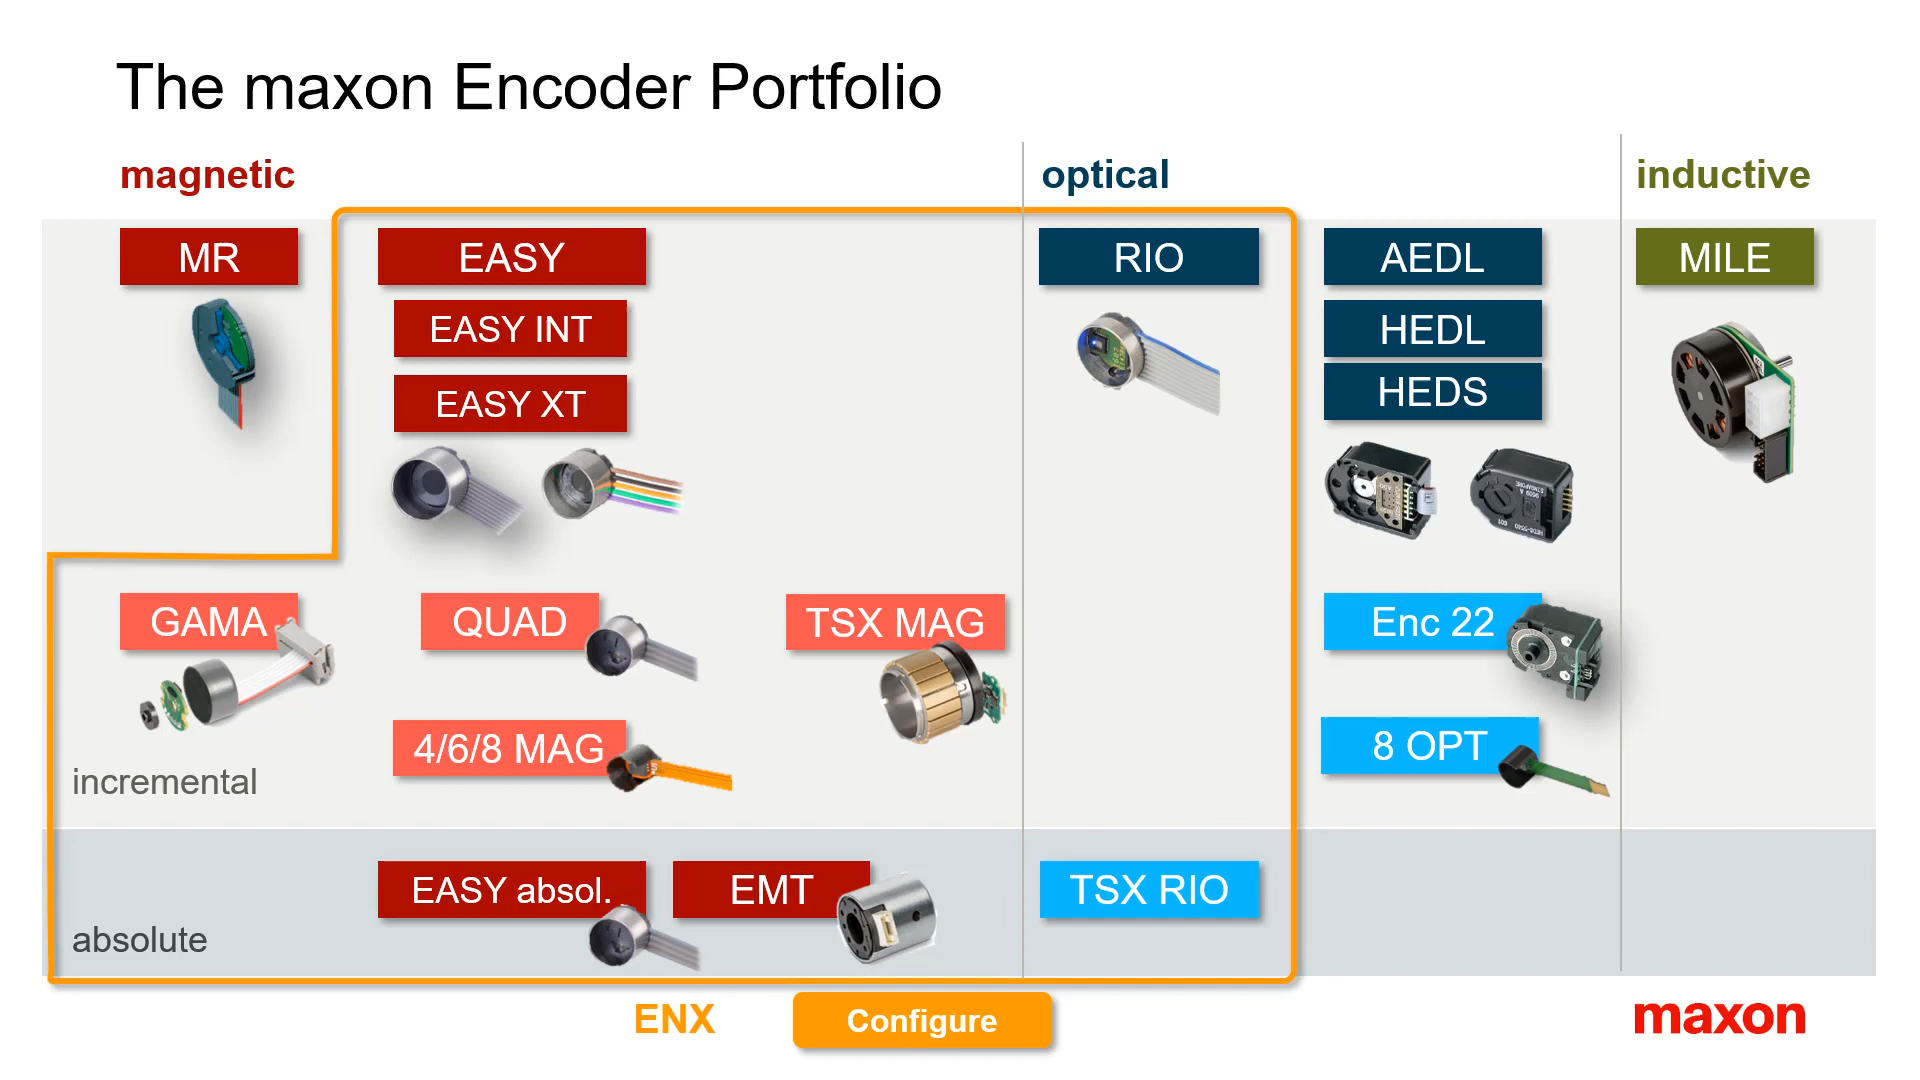 The maxon Encoder Portfolio
magnetic
optical
inductive
MR
EASY
RIO
AEDL
MILE
EASY INT
HEDL
EASY XT
HEDS
GAMA
QUAD
TSX MAG
Enc 22
4/6/8 MAG
8 OPT
incremental
EASY absol.
EMT
TSX RIO
absolute
ENX
Configure
maxon